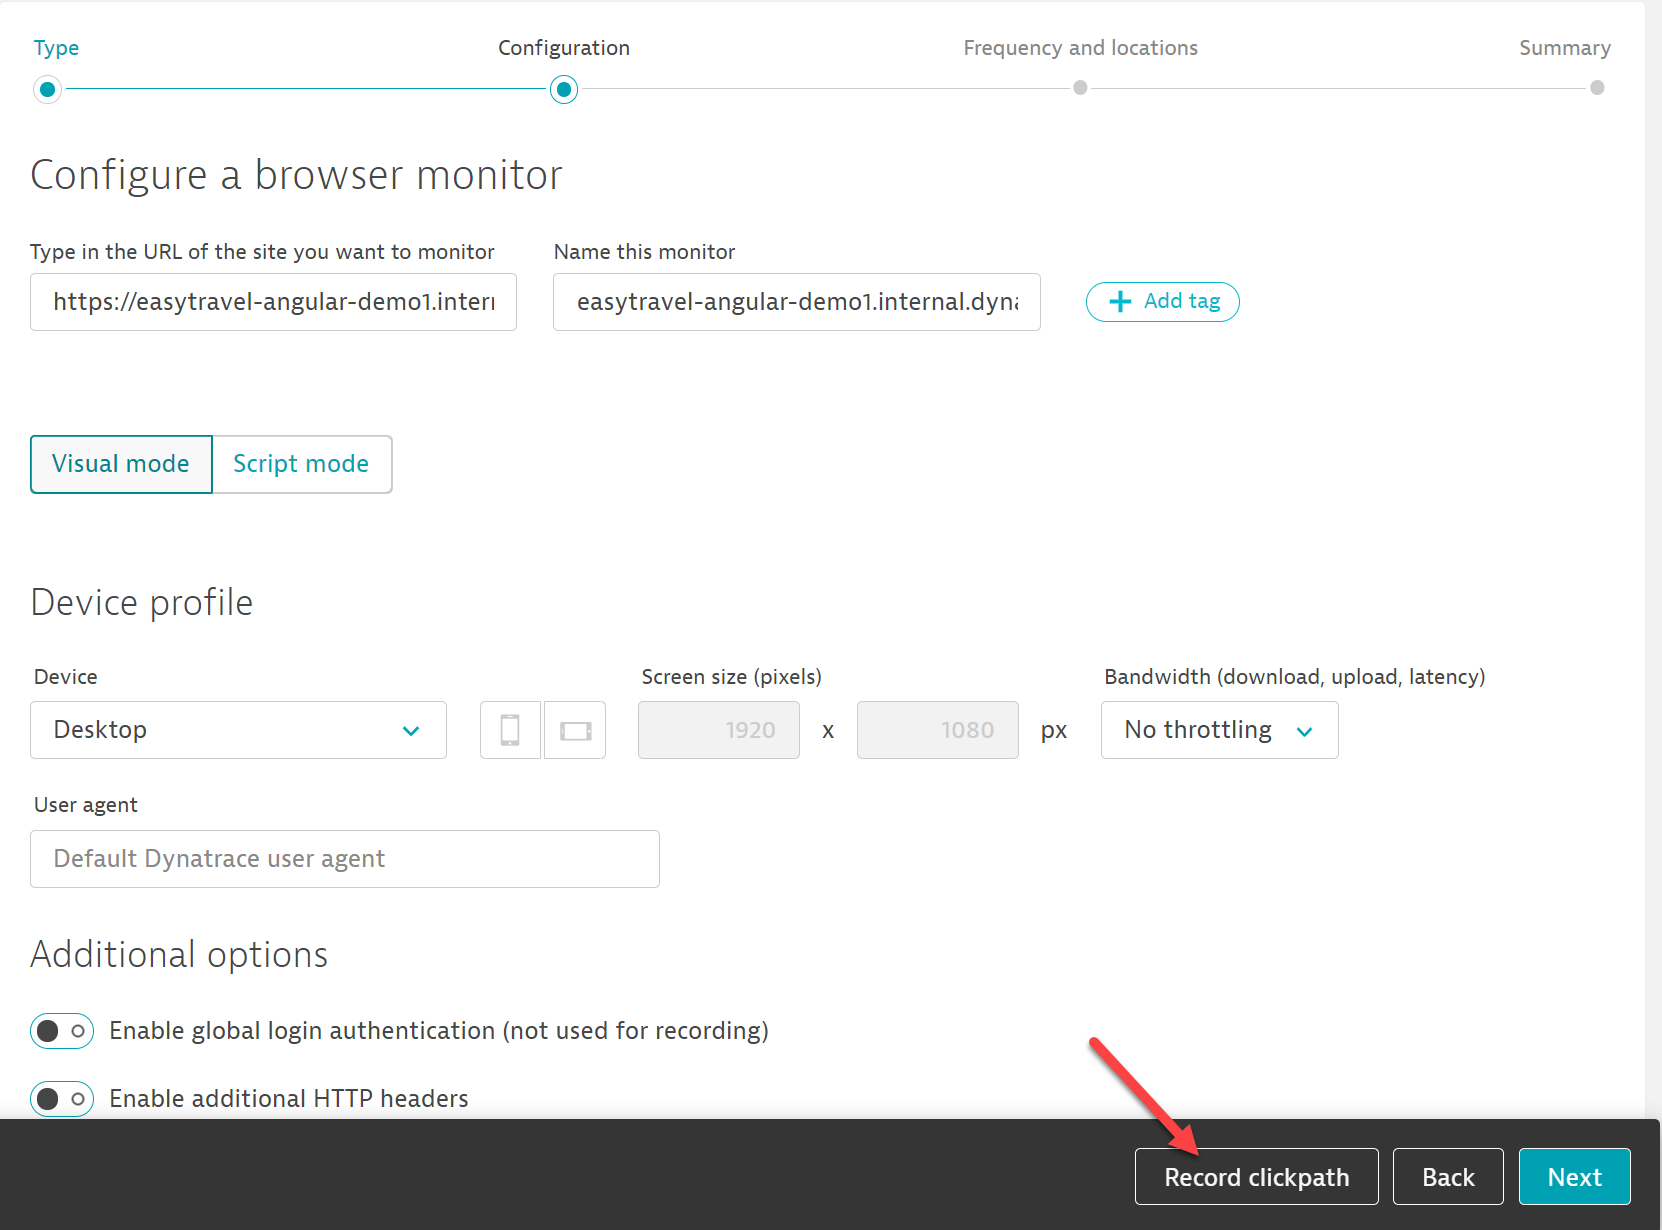 Type Configuration Frequency and locations Summary
Configure a browser monitor
Type in the URL of the site you want to monitor Name this monitor
https://easytravel-angular-demo1.intern easytravel-angular-demo1.internal.dyna Add tag
Visual mode Script mode
Device profile
Device Screen size (pixels) Bandwidth (download, upload, latency)
Desktop 1920 x 1080 px No throttling
User agent
Default Dynatrace user agent
Additional options
Enable global login authentication (not used for recording)
Enable additional HTTP headers
Record clickpath Back Next